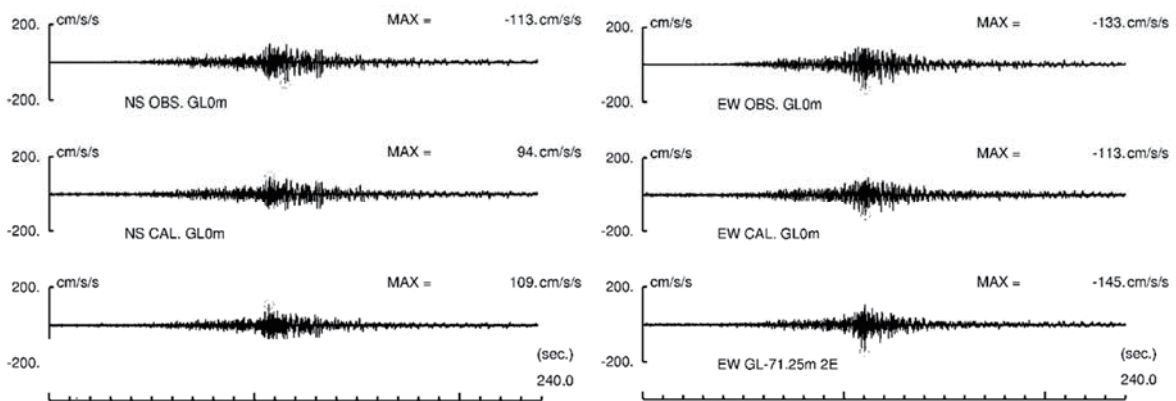 200. cm/s/s MAX = -113. cm/s/s
-200. NS OBS. GL0m
200. cm/s/s MAX = 94. cm/s/s
-200. NS CAL. GL0m
200. cm/s/s MAX = 109. cm/s/s
-200. (sec.)
240.0
200. cm/s/s MAX = -133. cm/s/s
-200. EW OBS. GL0m
200. cm/s/s MAX = -113. cm/s/s
-200. EW CAL. GL0m
200. cm/s/s MAX = -145. cm/s/s
-200. EW GL-71.25m 2E (sec.)
240.0